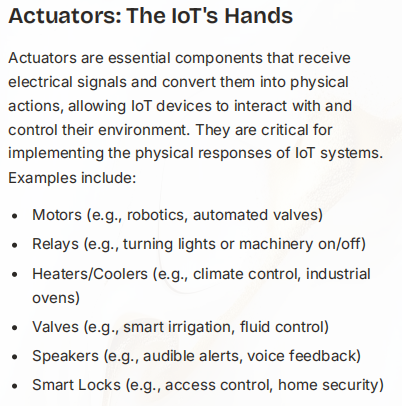 Actuators: The IoT's Hands
Actuators are essential components that receive
electrical signals and convert them into physical
actions, allowing IoT devices to interact with and
control their environment. They are critical for
implementing the physical responses of IoT systems.
Examples include:
• Motors (e.g., robotics, automated valves)
• Relays (e.g., turning lights or machinery on/off)
• Heaters/Coolers (e.g., climate control, industrial
ovens)
• Valves (e.g., smart irrigation, fluid control)
• Speakers (e.g., audible alerts, voice feedback)
• Smart Locks (e.g., access control, home security)